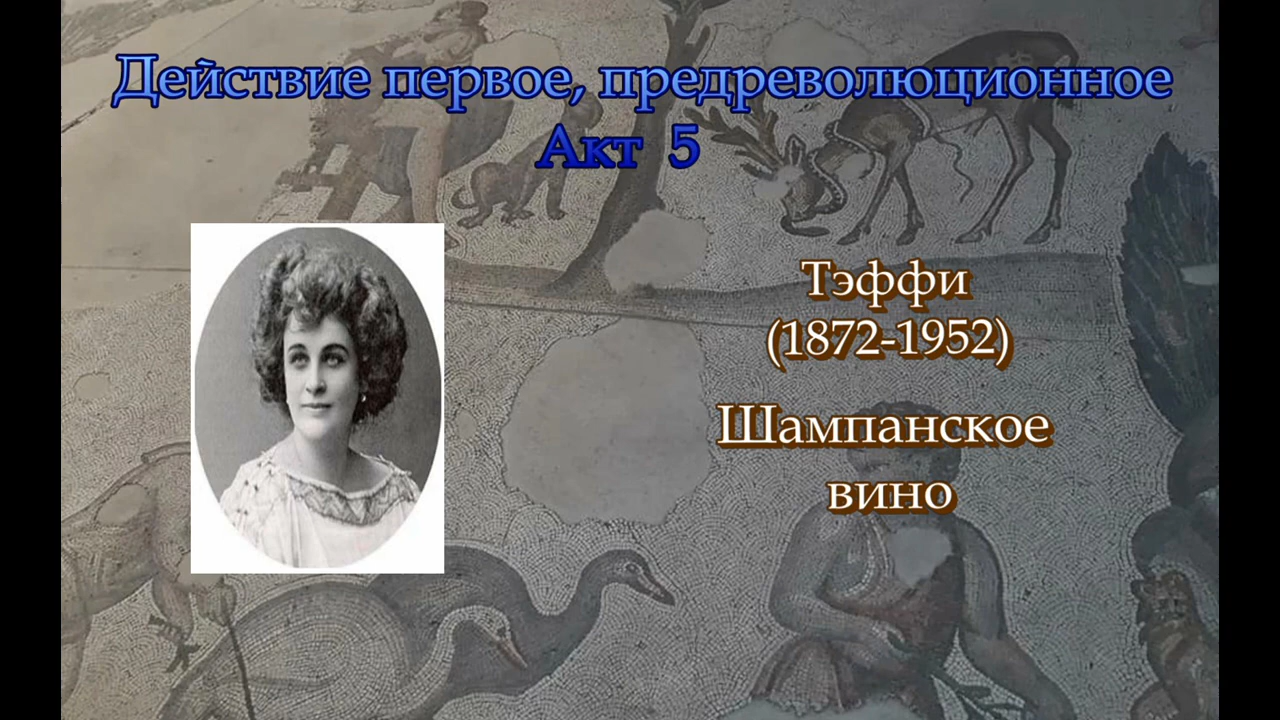 Действие первое, предреволюционное
Акт 5
Тэффи
(1872-1952)
Шампанское
вино